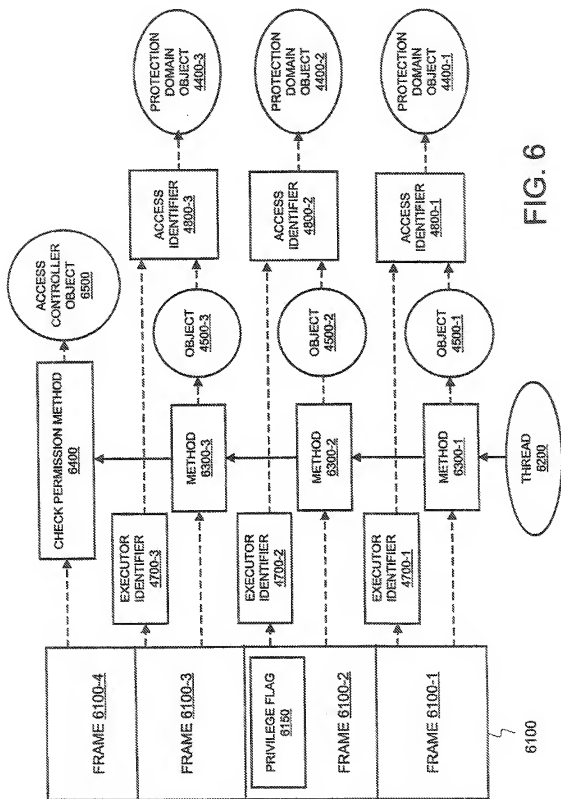 FRAME 6100-4
FRAME 6100-3
PRIVILEGE FLAG
6150
FRAME 6100-2
FRAME 6100-1
6100
EXECUTOR
IDENTIFIER
4700-3
EXECUTOR
IDENTIFIER
4700-2
EXECUTOR
IDENTIFIER
4700-1
CHECK PERMISSION METHOD
6400
METHOD
6300-3
METHOD
6300-2
METHOD
6300-1
THREAD
6200
ACCESS
CONTROLLER
OBJECT
6500
OBJECT
4500-3
OBJECT
4500-2
OBJECT
4500-1
ACCESS
IDENTIFIER
4800-3
ACCESS
IDENTIFIER
4800-2
ACCESS
IDENTIFIER
4800-1
PROTECTION
DOMAIN
OBJECT
4400-3
PROTECTION
DOMAIN
OBJECT
4400-2
PROTECTION
DOMAIN
OBJECT
4400-1
FIG. 6